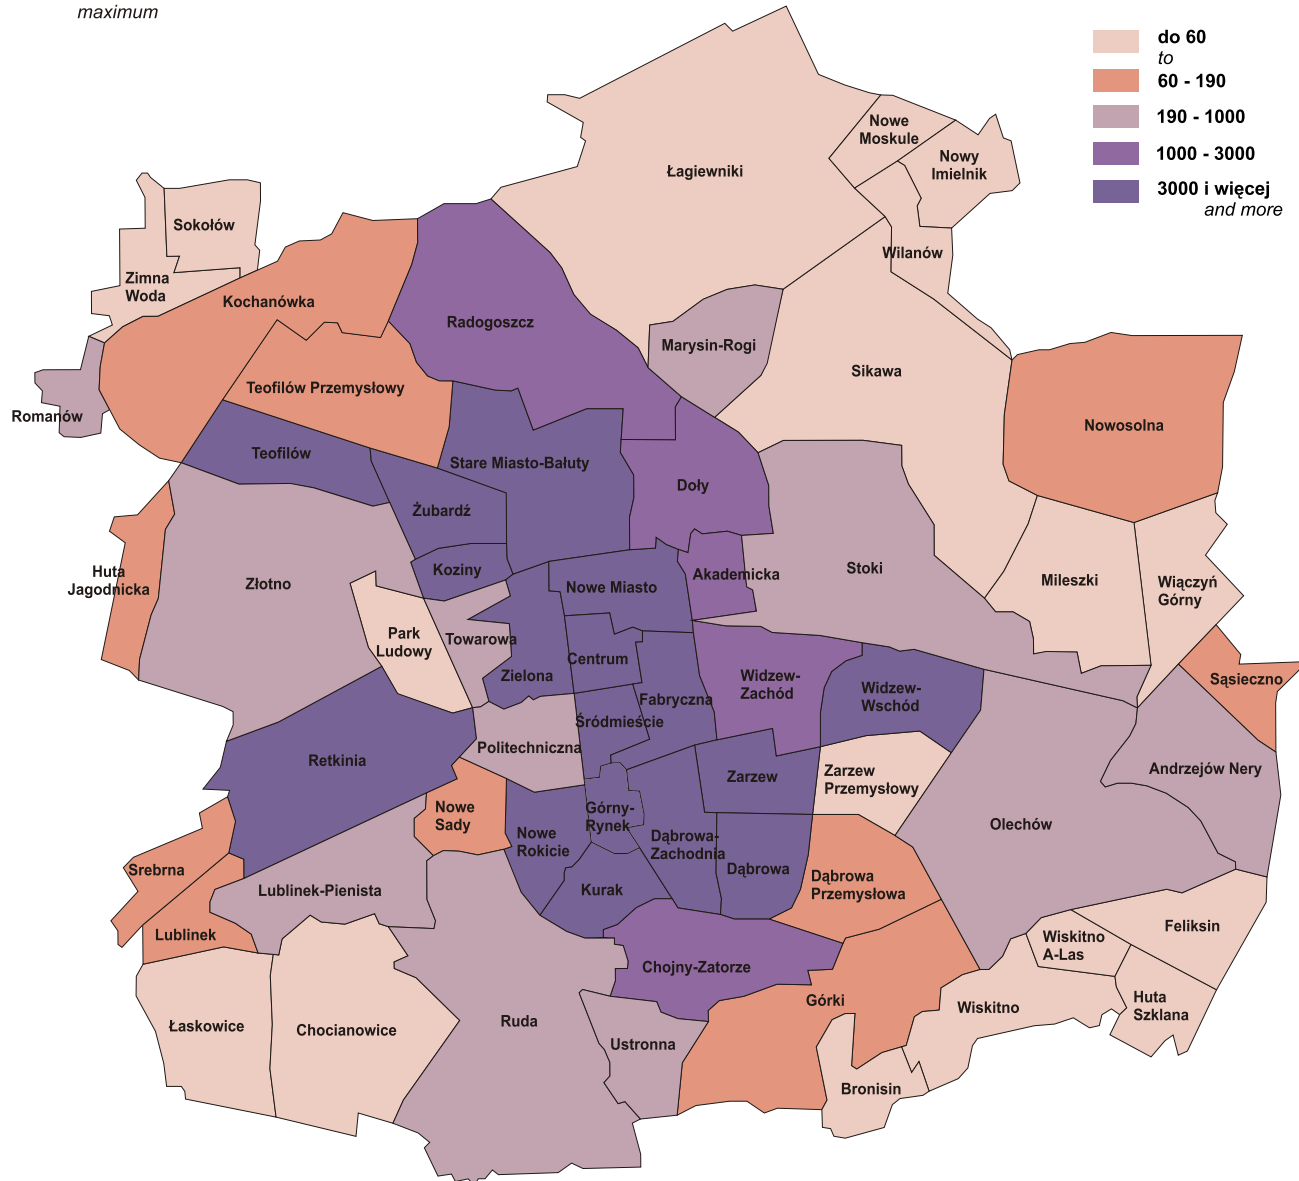 maximum
do 60
to
60 - 190
190 - 1000
1000 - 3000
3000 i więcej
and more
Nowe
Moskule
Nowy
Imielnik
Łagiewniki
Sokołów
Wilanów
Zimna
Woda
Kochanówka
Radogoszcz
Marysin-Rogi
Sikawa
Teofilów Przemysłowy
Romanów
Nowosolna
Teofilów
Stare Miasto-Bałuty
Doły
Żubardź
Koziny
Nowe Miasto
Akademicka
Stoki
Mileszki
Wiączyń
Górny
Huta
Jagodnicka
Złotno
Park
Ludowy
Towarowa
Zielona
Centrum
Fabryczna
Widzew-
Zachód
Widzew-
Wschód
Sąsieczno
Śródmieście
Politechniczna
Retkinia
Zarzew
Zarzew
Przemysłowy
Andrzejów Nery
Nowe
Sady
Górny-
Rynek
Nowe
Rokicie
Dąbrowa-
Zachodnia
Olechów
Dąbrowa
Dąbrowa
Przemysłowa
Srebrna
Lublinek-Pienista
Kurak
Lublinek
Feliksin
Wiskitno
A-Las
Chojny-Zatorze
Górki
Wiskitno
Huta
Szklana
Łaskowice
Chocianowice
Ruda
Ustronna
Bronisin